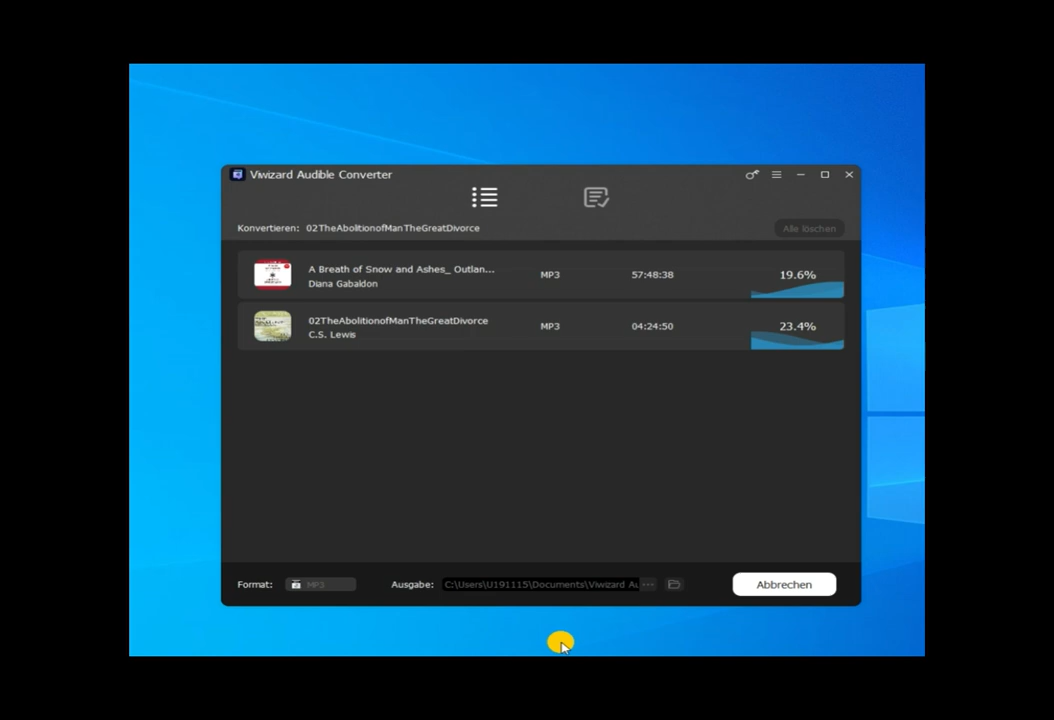 Viwizard Audible Converter
Konvertieren: 02TheAbolitionofManTheGreatDivorce
Alle löschen
A Breath of Snow and Ashes_ Outlan...
Diana Gabaldon
MP3
57:48:38
19.6%
02TheAbolitionofManTheGreatDivorce
C.S. Lewis
MP3
04:24:50
23.4%
Format: MP3
Ausgabe: C:\Users\U191115\Documents\Viwizard Au ...
Abbrechen